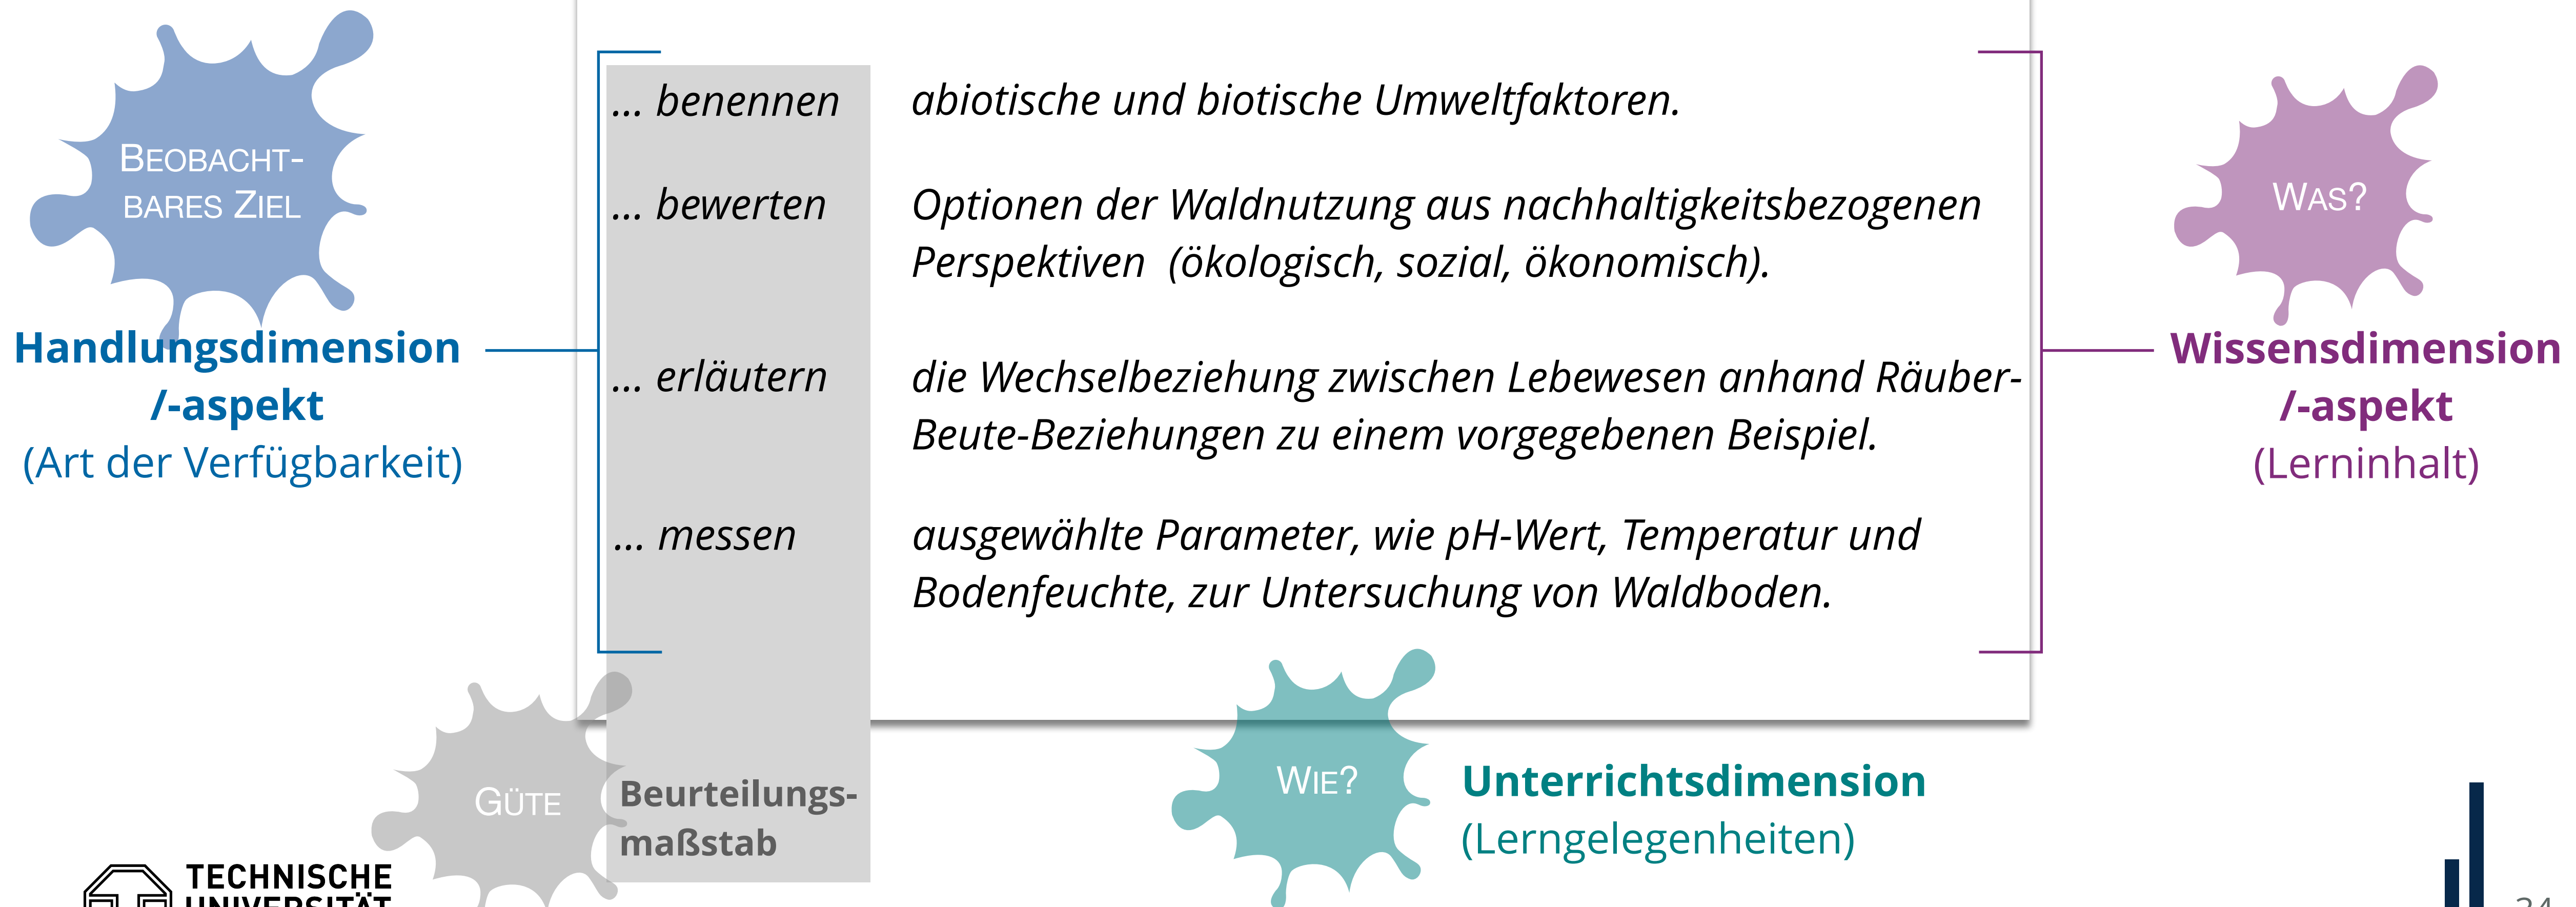 BEOBACHT-
BARES ZIEL
Handlungsdimension
/-aspekt
(Art der Verfügbarkeit)
... benennen abiotische und biotische Umweltfaktoren.
... bewerten Optionen der Waldnutzung aus nachhaltigkeitsbezogenen
Perspektiven (ökologisch, sozial, ökonomisch).
... erläutern die Wechselbeziehung zwischen Lebewesen anhand Räuber-
Beute-Beziehungen zu einem vorgegebenen Beispiel.
... messen ausgewählte Parameter, wie pH-Wert, Temperatur und
Bodenfeuchte, zur Untersuchung von Waldboden.
WAS?
Wissensdimension
/-aspekt
(Lerninhalt)
GÜTE
Beurteilungs-
maßstab
WIE?
Unterrichtsdimension
(Lerngelegenheiten)
TECHNISCHE
UNIVERSITÄT